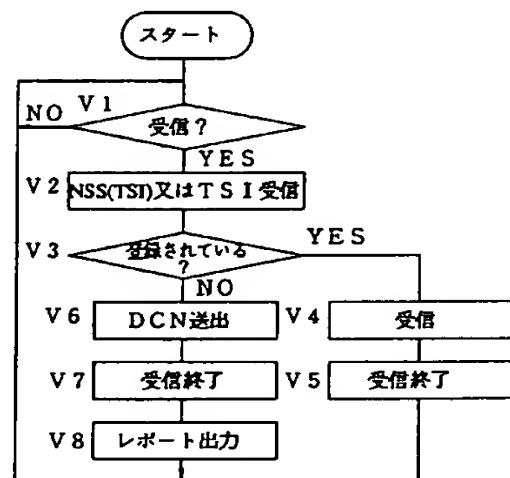 スタート
NO V1
受信？
YES
V2 NSS(TSI)又はTSI受信
V3 登録されている？ YES
NO
V6 DCN送出 V4 受信
V7 受信終了 V5 受信終了
V8 レポート出力